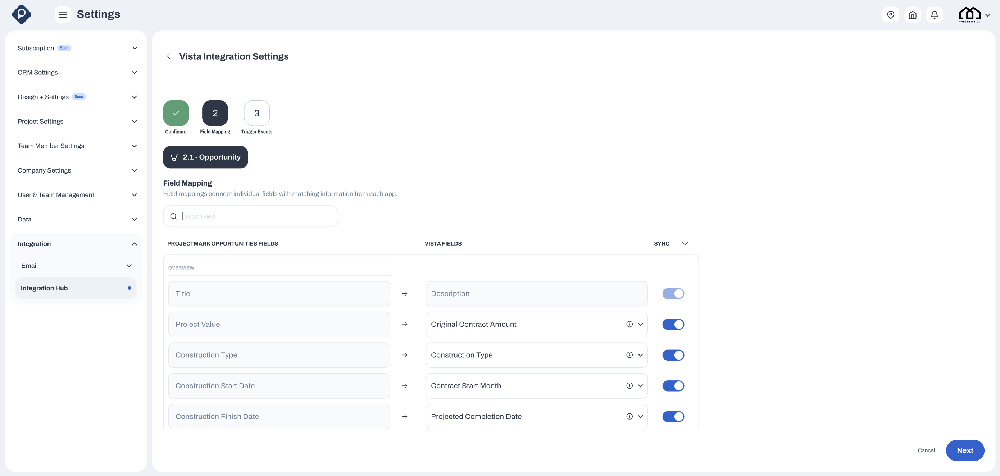 Settings
CONSTRUCTION
Subscription Soon
CRM Settings
Design + Settings Soon
Project Settings
Team Member Settings
Company Settings
User & Team Management
Data
Integration
Email
Integration Hub
Vista Integration Settings
2 3
Configure Field Mapping Trigger Events
2.1 - Opportunity
Field Mapping
Field mappings connect individual fields with matching information from each app.
Search Field
PROJECTMARK OPPORTUNITIES FIELDS VISTA FIELDS SYNC
OVERVIEW
Title Description
Project Value Original Contract Amount
Construction Type Construction Type
Construction Start Date Contract Start Month
Construction Finish Date Projected Completion Date
Cancel Next